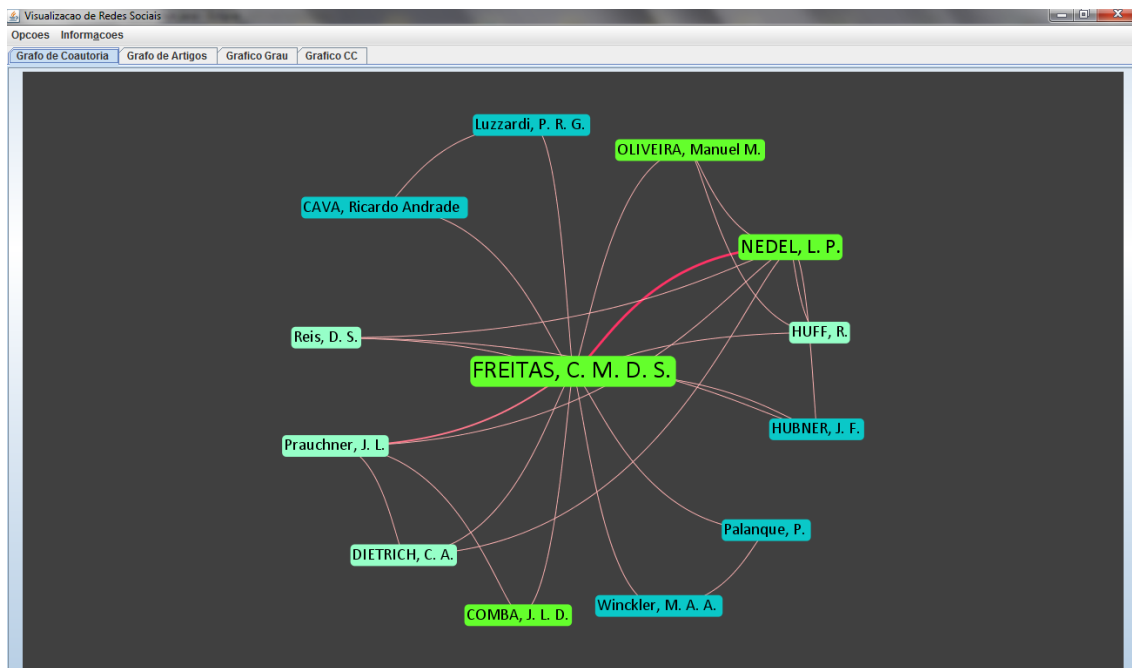 Visualizacao de Redes Sociais
Opcoes Informacoes
Grafo de Coautoria Grafo de Artigos Grafico Grau Grafico CC
Luzzardi, P. R. G.
OLIVEIRA, Manuel M.
CAVA, Ricardo Andrade
NEDEL, L. P.
Reis, D. S.
HUFF, R.
FREITAS, C. M. D. S.
HUBNER, J. F.
Prauchner, J. L.
Palanque, P.
DIETRICH, C. A.
Winckler, M. A. A.
COMBA, J. L. D.